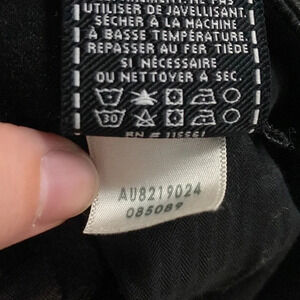 D'UTILISER DE JAVELLISANT.
SÉCHER À LA MACHINE
À BASSE TEMPÉRATURE.
REPASSER AU FER TIÈDE
SI NÉCESSAIRE
OU NETTOYER À SEC.
30
RN # 115561
AU8219024
085089